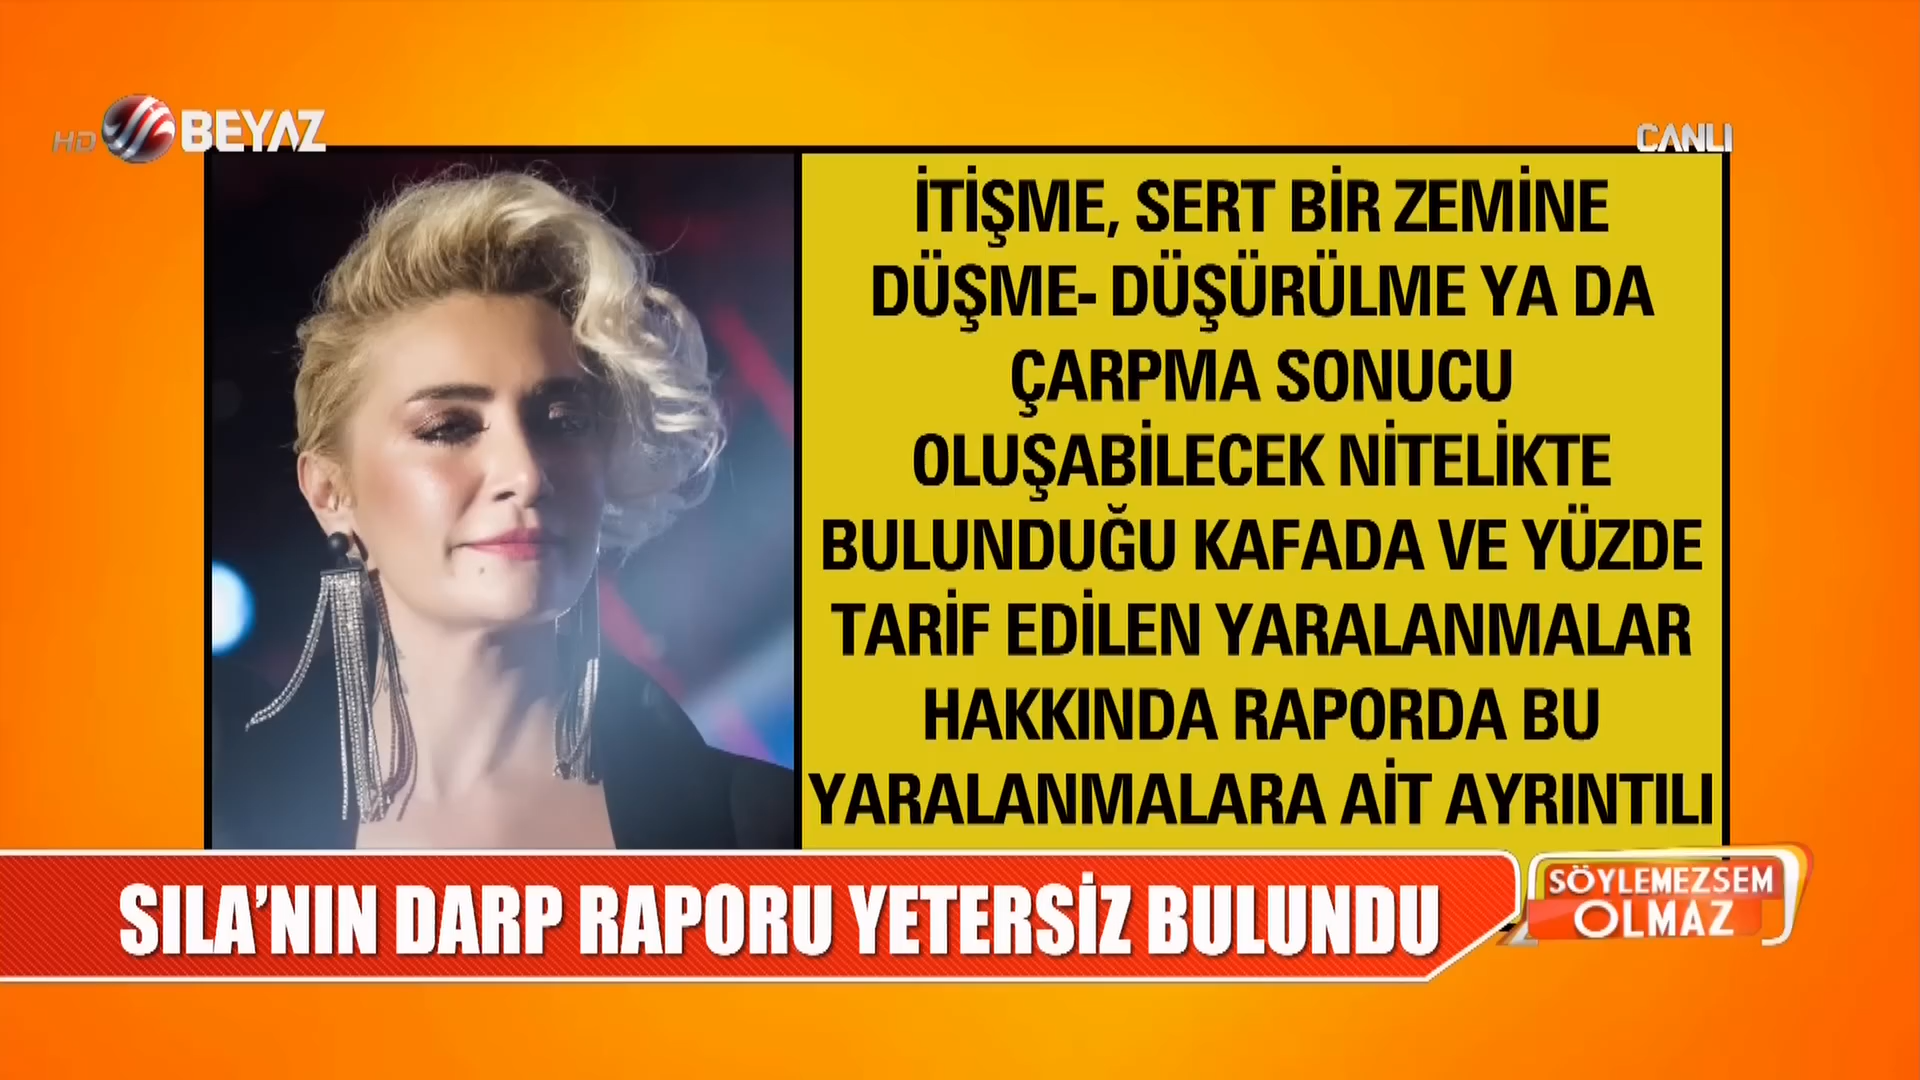 HD BEYAZ
CANLI
İTİŞME, SERT BİR ZEMİNE
DÜŞME- DÜŞÜRÜLME YA DA
ÇARPMA SONUCU
OLUŞABİLECEK NİTELİKTE
BULUNDUĞU KAFADA VE YÜZDE
TARİF EDİLEN YARALANMALAR
HAKKINDA RAPORDA BU
YARALANMALARA AİT AYRINTILI
SILA’NIN DARP RAPORU YETERSİZ BULUNDU
SÖYLEMEZSEM
OLMAZ